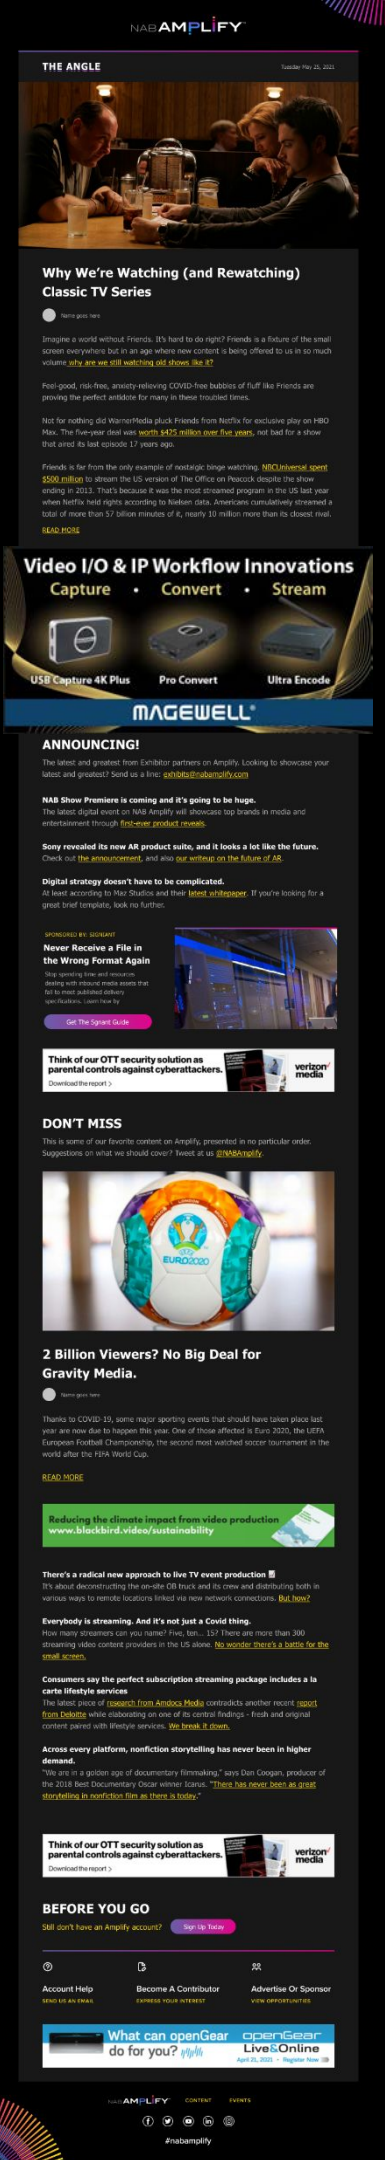 NAB AMPLIFY
THE ANGLE
Tuesday May 25, 2021
Why We're Watching (and Rewatching)
Classic TV Series
Name goes here
Imagine a world without Friends. It's hard to do right? Friends is a fixture of the small
screen everywhere but in an age where new content is being offered to us in so much
volume why are we still watching old shows like it?
Feel-good, risk-free, anxiety-relieving COVID-free bubbles of fluff like Friends are
proving the perfect antidote for many in these troubled times.
Not for nothing did WarnerMedia pluck Friends from Netflix for exclusive play on HBO
Max. The five-year deal was worth $425 million over five years, not bad for a show
that aired its last episode 17 years ago.
Friends is far from the only example of nostalgic binge watching. NBCUniversal spent
$500 million to stream the US version of The Office on Peacock despite the show
ending in 2013. That's because it was the most streamed program in the US last year
when Netflix held rights according to Nielsen data. Americans cumulatively streamed a
total of more than 57 billion minutes of it, nearly 10 million more than its closest rival.
READ MORE
Video I/O & IP Workflow Innovations
Capture • Convert • Stream
USB Capture 4K Plus Pro Convert Ultra Encode
MAGEWELL®
ANNOUNCING!
The latest and greatest from Exhibitor partners on Amplify. Looking to showcase your
latest and greatest? Send us a line: exhibits@nabamplify.com
NAB Show Premiere is coming and it's going to be huge.
The latest digital event on NAB Amplify will showcase top brands in media and
entertainment through first-ever product reveals.
Sony revealed its new AR product suite, and it looks a lot like the future.
Check out the announcement, and also our writeup on the future of AR.
Digital strategy doesn't have to be complicated.
At least according to Maz Studios and their latest whitepaper. If you're looking for a
great brief template, look no further.
SPONSORED BY: SIGNIANT
Never Receive a File in
the Wrong Format Again
Stop spending time and resources
dealing with inbound media assets that
fail to meet published delivery
specifications. Learn how by
Get The Signant Guide
Think of our OTT security solution as
parental controls against cyberattackers.
Download the report >
verizon
media
DON'T MISS
This is some of our favorite content on Amplify, presented in no particular order.
Suggestions on what we should cover? Tweet at us @NABAmplify.
UEFA
EURO2020
2 Billion Viewers? No Big Deal for
Gravity Media.
Name goes here
Thanks to COVID-19, some major sporting events that should have taken place last
year are now due to happen this year. One of those affected is Euro 2020, the UEFA
European Football Championship, the second most watched soccer tournament in the
world after the FIFA World Cup.
READ MORE
Reducing the climate impact from video production
www.blackbird.video/sustainability
There's a radical new approach to live TV event production
It's about deconstructing the on-site OB truck and its crew and distributing both in
various ways to remote locations linked via new network connections. But how?
Everybody is streaming. And it's not just a Covid thing.
How many streamers can you name? Five, ten... 15? There are more than 300
streaming video content providers in the US alone. No wonder there's a battle for the
small screen.
Consumers say the perfect subscription streaming package includes a la
carte lifestyle services
The latest piece of research from Amdocs Media contradicts another recent report
from Deloitte while elaborating on one of its central findings - fresh and original
content paired with lifestyle services. We break it down.
Across every platform, nonfiction storytelling has never been in higher
demand.
"We are in a golden age of documentary filmmaking," says Dan Coogan, producer of
the 2018 Best Documentary Oscar winner Icarus. "There has never been as great
storytelling in nonfiction film as there is today."
Think of our OTT security solution as
parental controls against cyberattackers.
Download the report >
verizon
media
BEFORE YOU GO
Still don't have an Amplify account?
Sign Up Today
Account Help Become A Contributor Advertise Or Sponsor
SEND US AN EMAIL EXPRESS YOUR INTEREST VIEW OPPORTUNITIES
What can openGear
do for you?
openGear
Live&Online
April 21, 2021 • Register Now
NAB AMPLIFY CONTENT EVENTS
#nabamplify